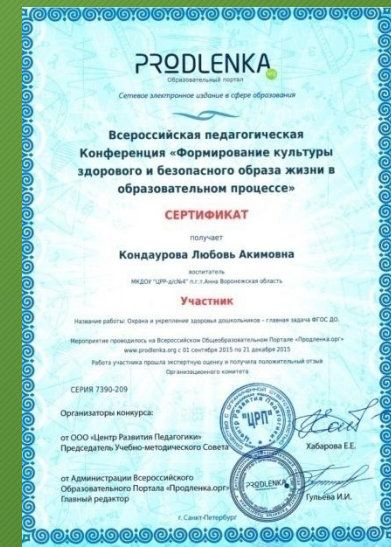 PRODLENKA
Образовательный портал
Сетевое электронное издание в сфере образования
Всероссийская педагогическая
Конференция «Формирование культуры
здорового и безопасного образа жизни в
образовательном процессе»
СЕРТИФИКАТ
получает
Кондаурова Любовь Акимовна
воспитатель
МКДОУ "ЦРР-д/с№4" п.г.т.Анна Воронежская область
Участник
Название работы: Охрана и укрепление здоровья дошкольников – главная задача ФГОС ДО.
Мероприятие проводилось на Всероссийском Общеобразовательном Портале «Продленка.орг»
www.prodlenka.org с 01 сентября 2015 по 21 декабря 2015
Работа участника прошла экспертную оценку и получила положительный отзыв
Организационного комитета
СЕРИЯ 7390-209
Организаторы конкурса:
от ООО «Центр Развития Педагогики»
Председатель Учебно-методического Совета
"ЦРП"
Хабарова Е.Е.
от Администрации Всероссийского
Образовательного Портала «Продленка.орг»
Главный редактор
PRODLENKA
Гульева И.И.
г. Санкт-Петербург